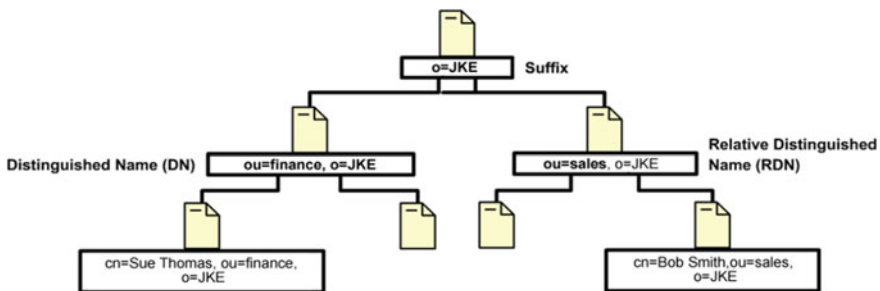 o=JKE
Suffix
Distinguished Name (DN)
ou=finance, o=JKE
ou=sales, o=JKE
Relative Distinguished
Name (RDN)
cn=Sue Thomas, ou=finance,
o=JKE
cn=Bob Smith,ou=sales,
o=JKE